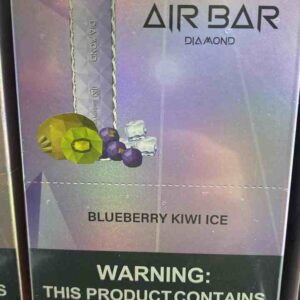 AIR BAR
DIAMOND
BLUEBERRY KIWI ICE
WARNING:
THIS PRODUCT CONTAINS
S